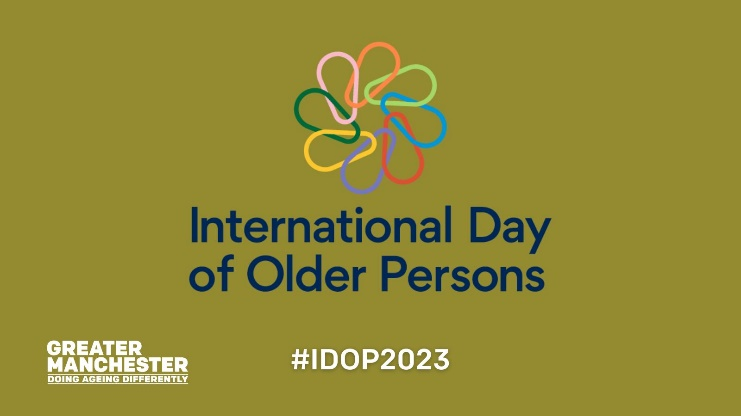 International Day
of Older Persons
GREATER
MANCHESTER
DOING AGEING DIFFERENTLY
#IDOP2023